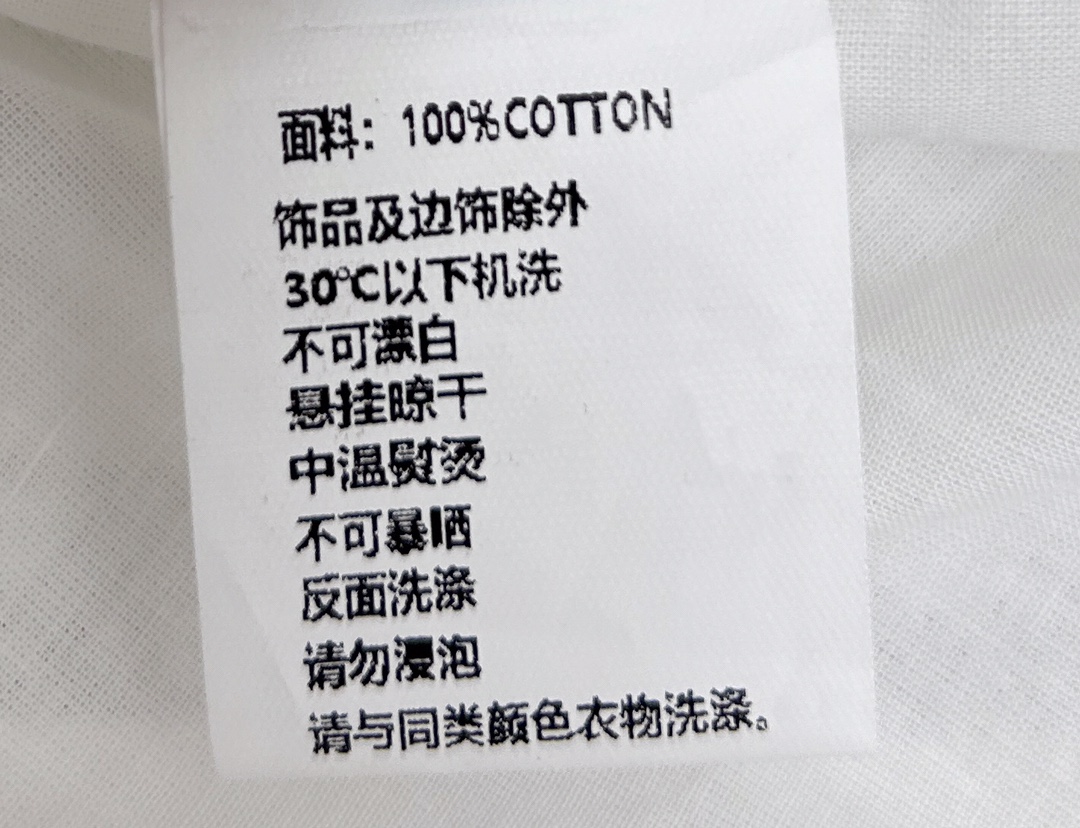 面料：100%COTTON
饰品及边饰除外
30℃以下机洗
不可漂白
悬挂晾干
中温熨烫
不可暴晒
反面洗涤
请勿浸泡
请与同类颜色衣物洗涤。